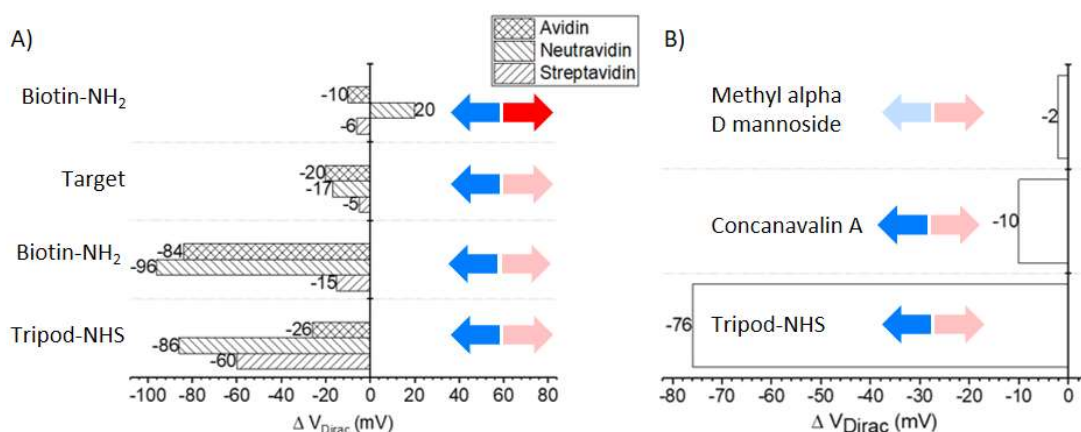 A)
Avidin
Neutravidin
Streptavidin
Biotin-NH2
-10
20
-6
Target
-20
-17
-5
Biotin-NH2
-84
-96
-15
Tripod-NHS
-26
-86
-60
-100 -80 -60 -40 -20 0 20 40 60 80
Δ VDirac (mV)
B)
Methyl alpha
D mannoside
-2
Concanavalin A
-10
-76
Tripod-NHS
-80 -70 -60 -50 -40 -30 -20 -10 0
Δ VDirac (mV)